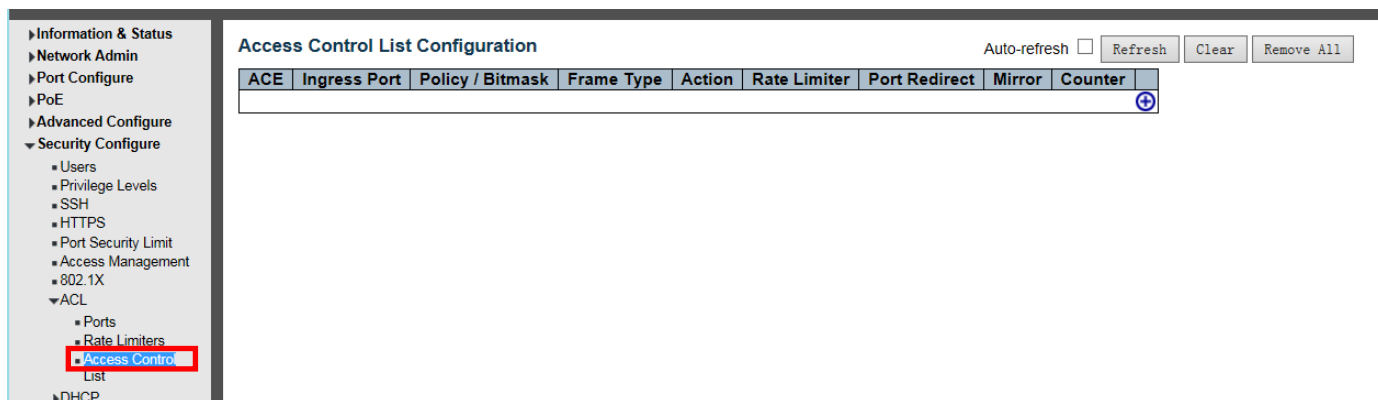 Information & Status
Network Admin
Port Configure
PoE
Advanced Configure
Security Configure
Users
Privilege Levels
SSH
HTTPS
Port Security Limit
Access Management
802.1X
ACL
Ports
Rate Limiters
Access Control
List
DHCP
Access Control List Configuration
Auto-refresh Refresh Clear Remove All
ACE Ingress Port Policy / Bitmask Frame Type Action Rate Limiter Port Redirect Mirror Counter